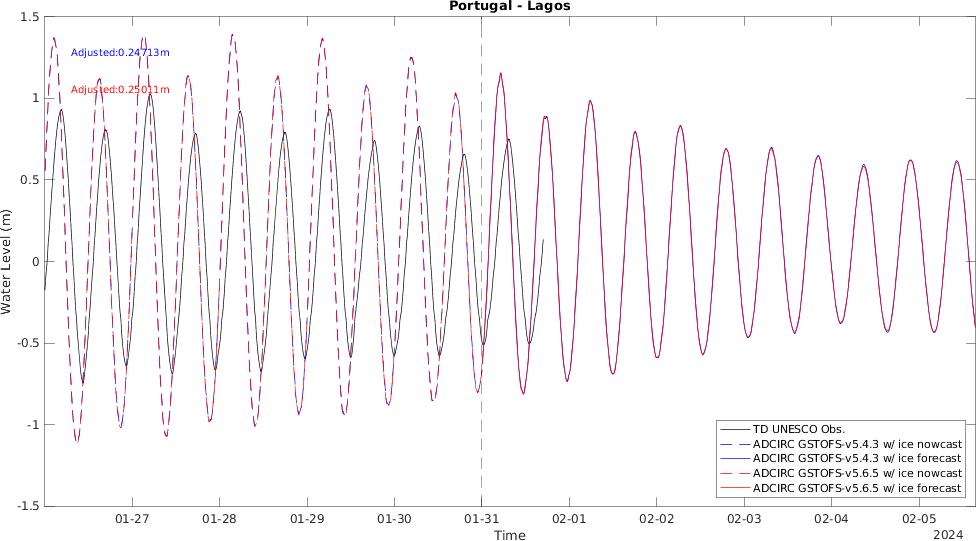 Portugal - Lagos
Adjusted:0.24713m
Adjusted:0.25011m
Water Level (m)
1.5
1
0.5
0
-0.5
-1
-1.5
TD UNESCO Obs.
ADCIRC GSTOFS-v5.4.3 w/ ice nowcast
ADCIRC GSTOFS-v5.4.3 w/ ice forecast
ADCIRC GSTOFS-v5.6.5 w/ ice nowcast
ADCIRC GSTOFS-v5.6.5 w/ ice forecast
01-27 01-28 01-29 01-30 01-31 02-01 02-02 02-03 02-04 02-05
Time
2024